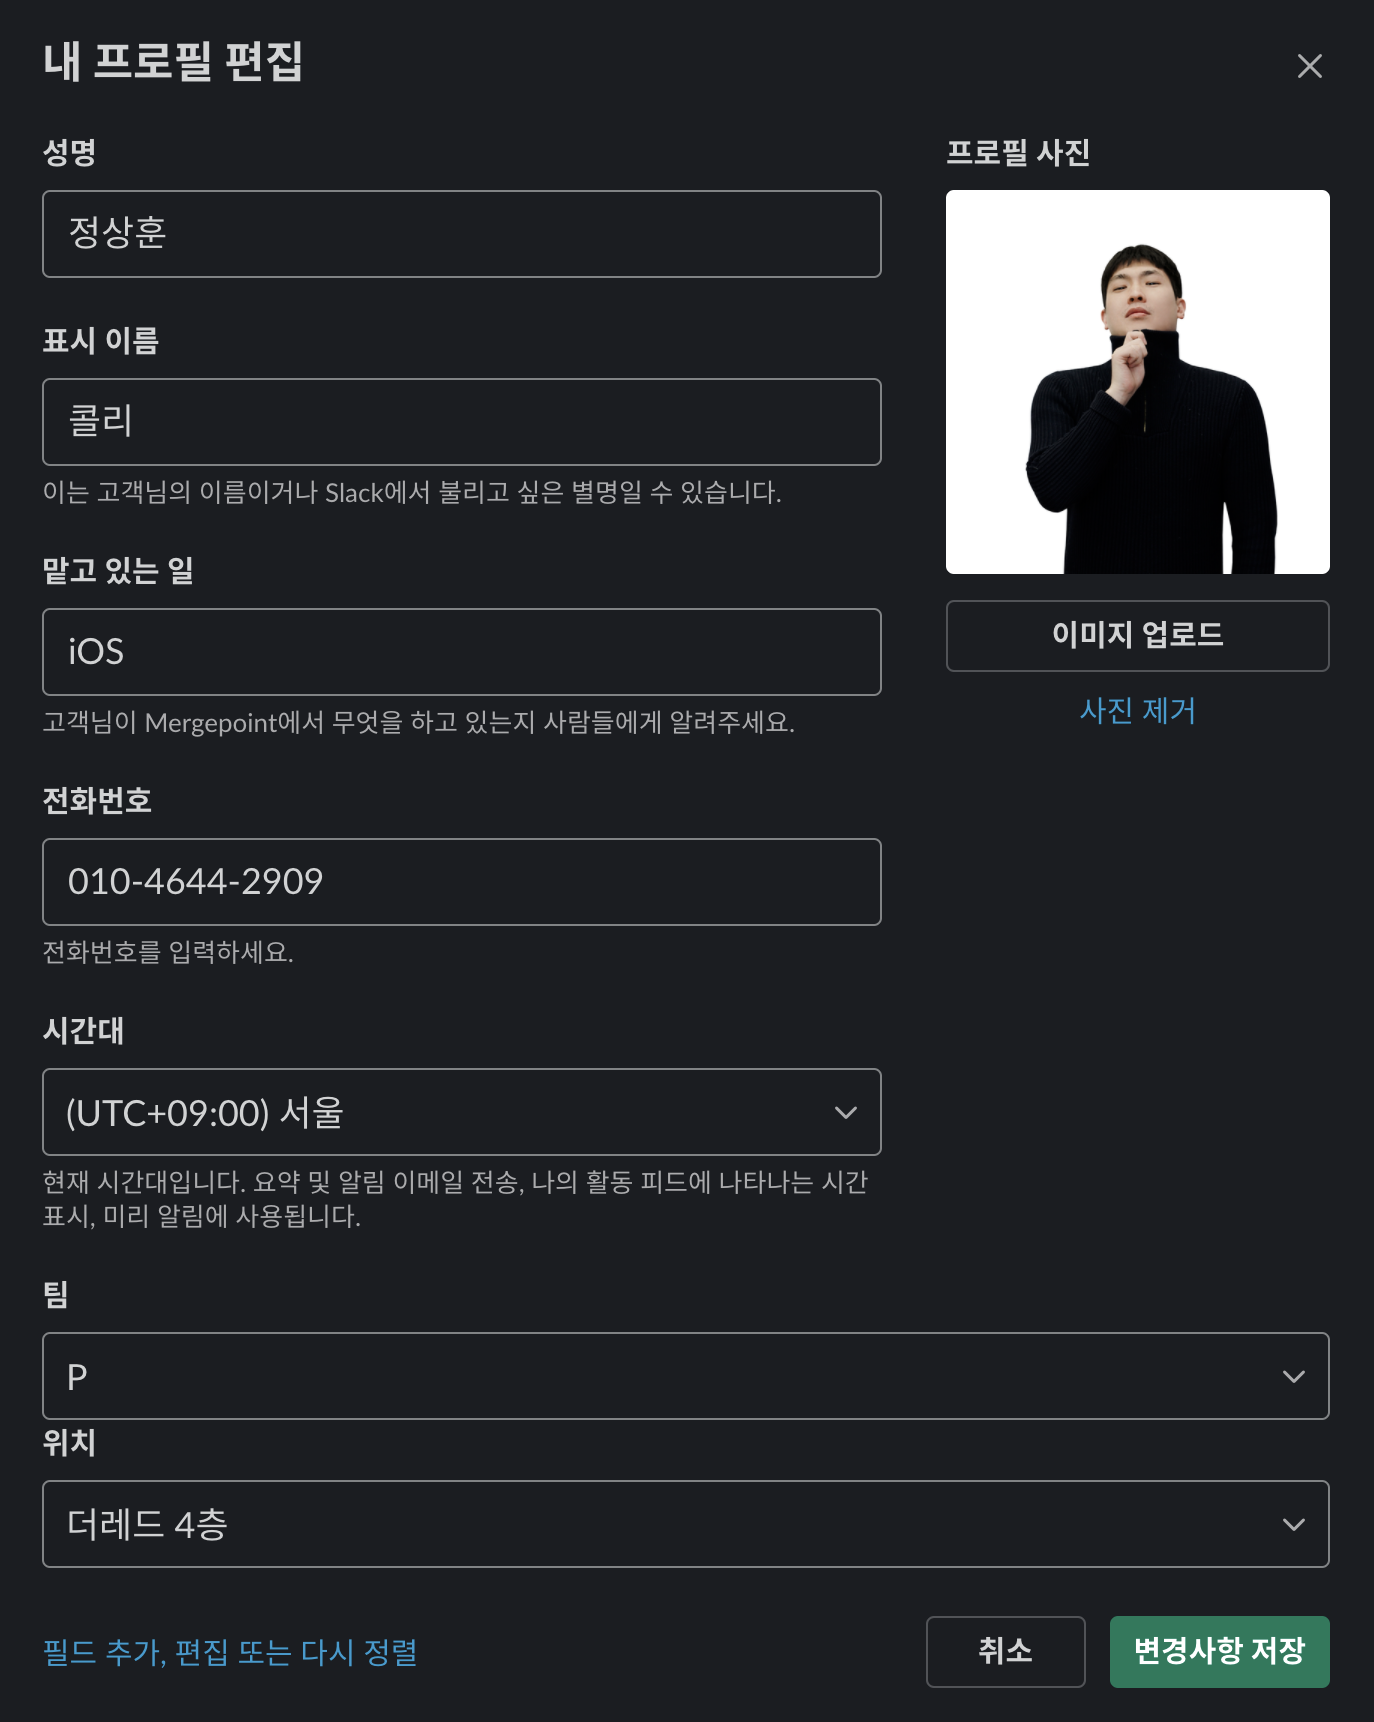 내 프로필 편집
성명
정상훈
표시 이름
콜리
이는 고객님의 이름이거나 Slack에서 불리고 싶은 별명일 수 있습니다.
맡고 있는 일
iOS
고객님이 Mergepoint에서 무엇을 하고 있는지 사람들에게 알려주세요.
전화번호
010-4644-2909
전화번호를 입력하세요.
시간대
(UTC+09:00) 서울
현재 시간대입니다. 요약 및 알림 이메일 전송, 나의 활동 피드에 나타나는 시간
표시, 미리 알림에 사용됩니다.
프로필 사진
이미지 업로드
사진 제거
팀
P
위치
더레드 4층
필드 추가, 편집 또는 다시 정렬
취소
변경사항 저장